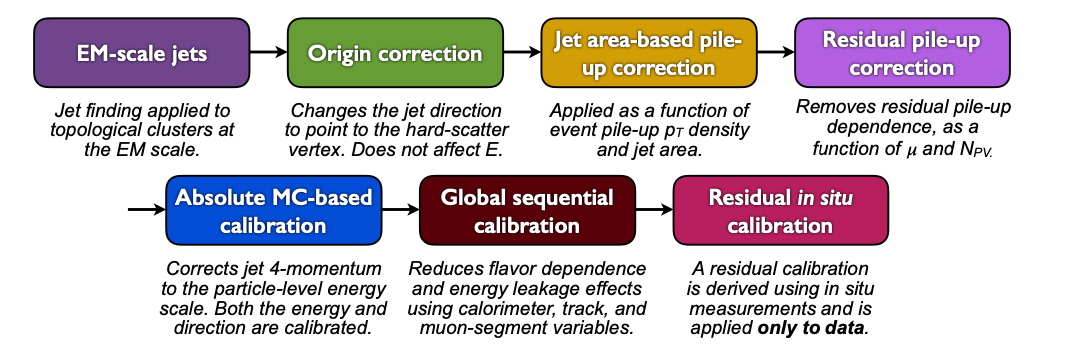 EM-scale jets
Jet finding applied to
topological clusters at
the EM scale.
Origin correction
Changes the jet direction
to point to the hard-scatter
vertex. Does not affect E.
Jet area-based pile-
up correction
Applied as a function of
event pile-up pT density
and jet area.
Residual pile-up
correction
Removes residual pile-up
dependence, as a
function of µ and NPV.
Absolute MC-based
calibration
Corrects jet 4-momentum
to the particle-level energy
scale. Both the energy and
direction are calibrated.
Global sequential
calibration
Reduces flavor dependence
and energy leakage effects
using calorimeter, track, and
muon-segment variables.
Residual in situ
calibration
A residual calibration
is derived using in situ
measurements and is
applied only to data.